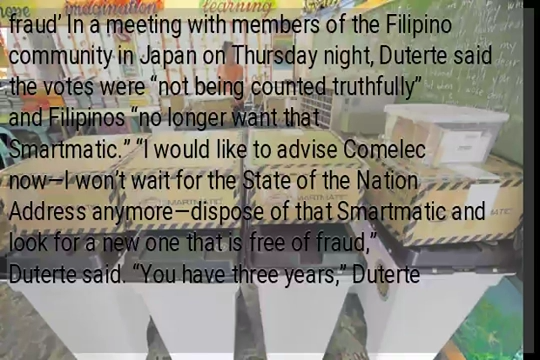 imagination
learning
fraud’ In a meeting with members of the Filipino
community in Japan on Thursday night, Duterte said
the votes were “not being counted truthfully”
and Filipinos “no longer want that
Smartmatic.” “I would like to advise Comelec
now—I won’t wait for the State of the Nation
Address anymore—dispose of that Smartmatic and
look for a new one that is free of fraud,”
Duterte said. “You have three years,” Duterte